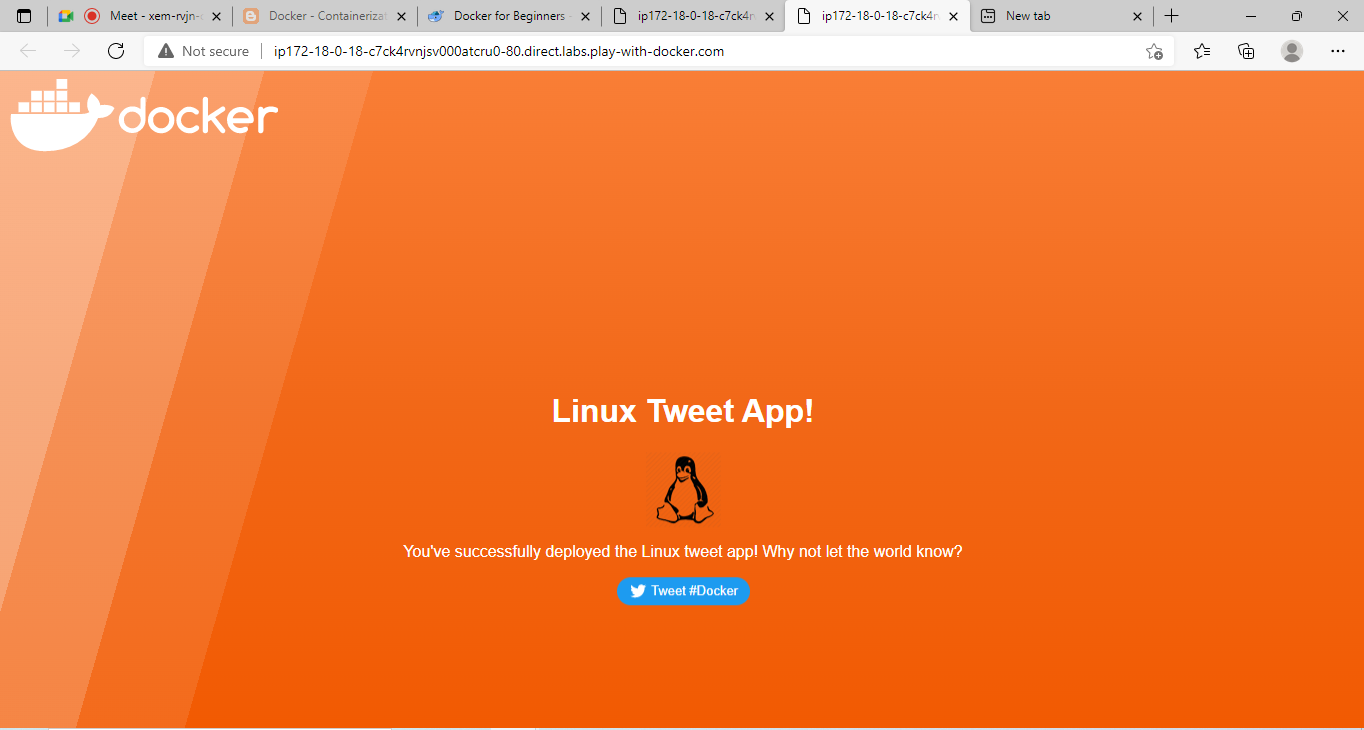 Meet - xem-rvjn-
Docker - Containeriza
Docker for Beginners -
ip172-18-0-18-c7ck4r
ip172-18-0-18-c7ck4r
New tab
Not secure
ip172-18-0-18-c7ck4rvnjsv000atcru0-80.direct.labs.play-with-docker.com
docker
Linux Tweet App!
You've successfully deployed the Linux tweet app! Why not let the world know?
Tweet #Docker